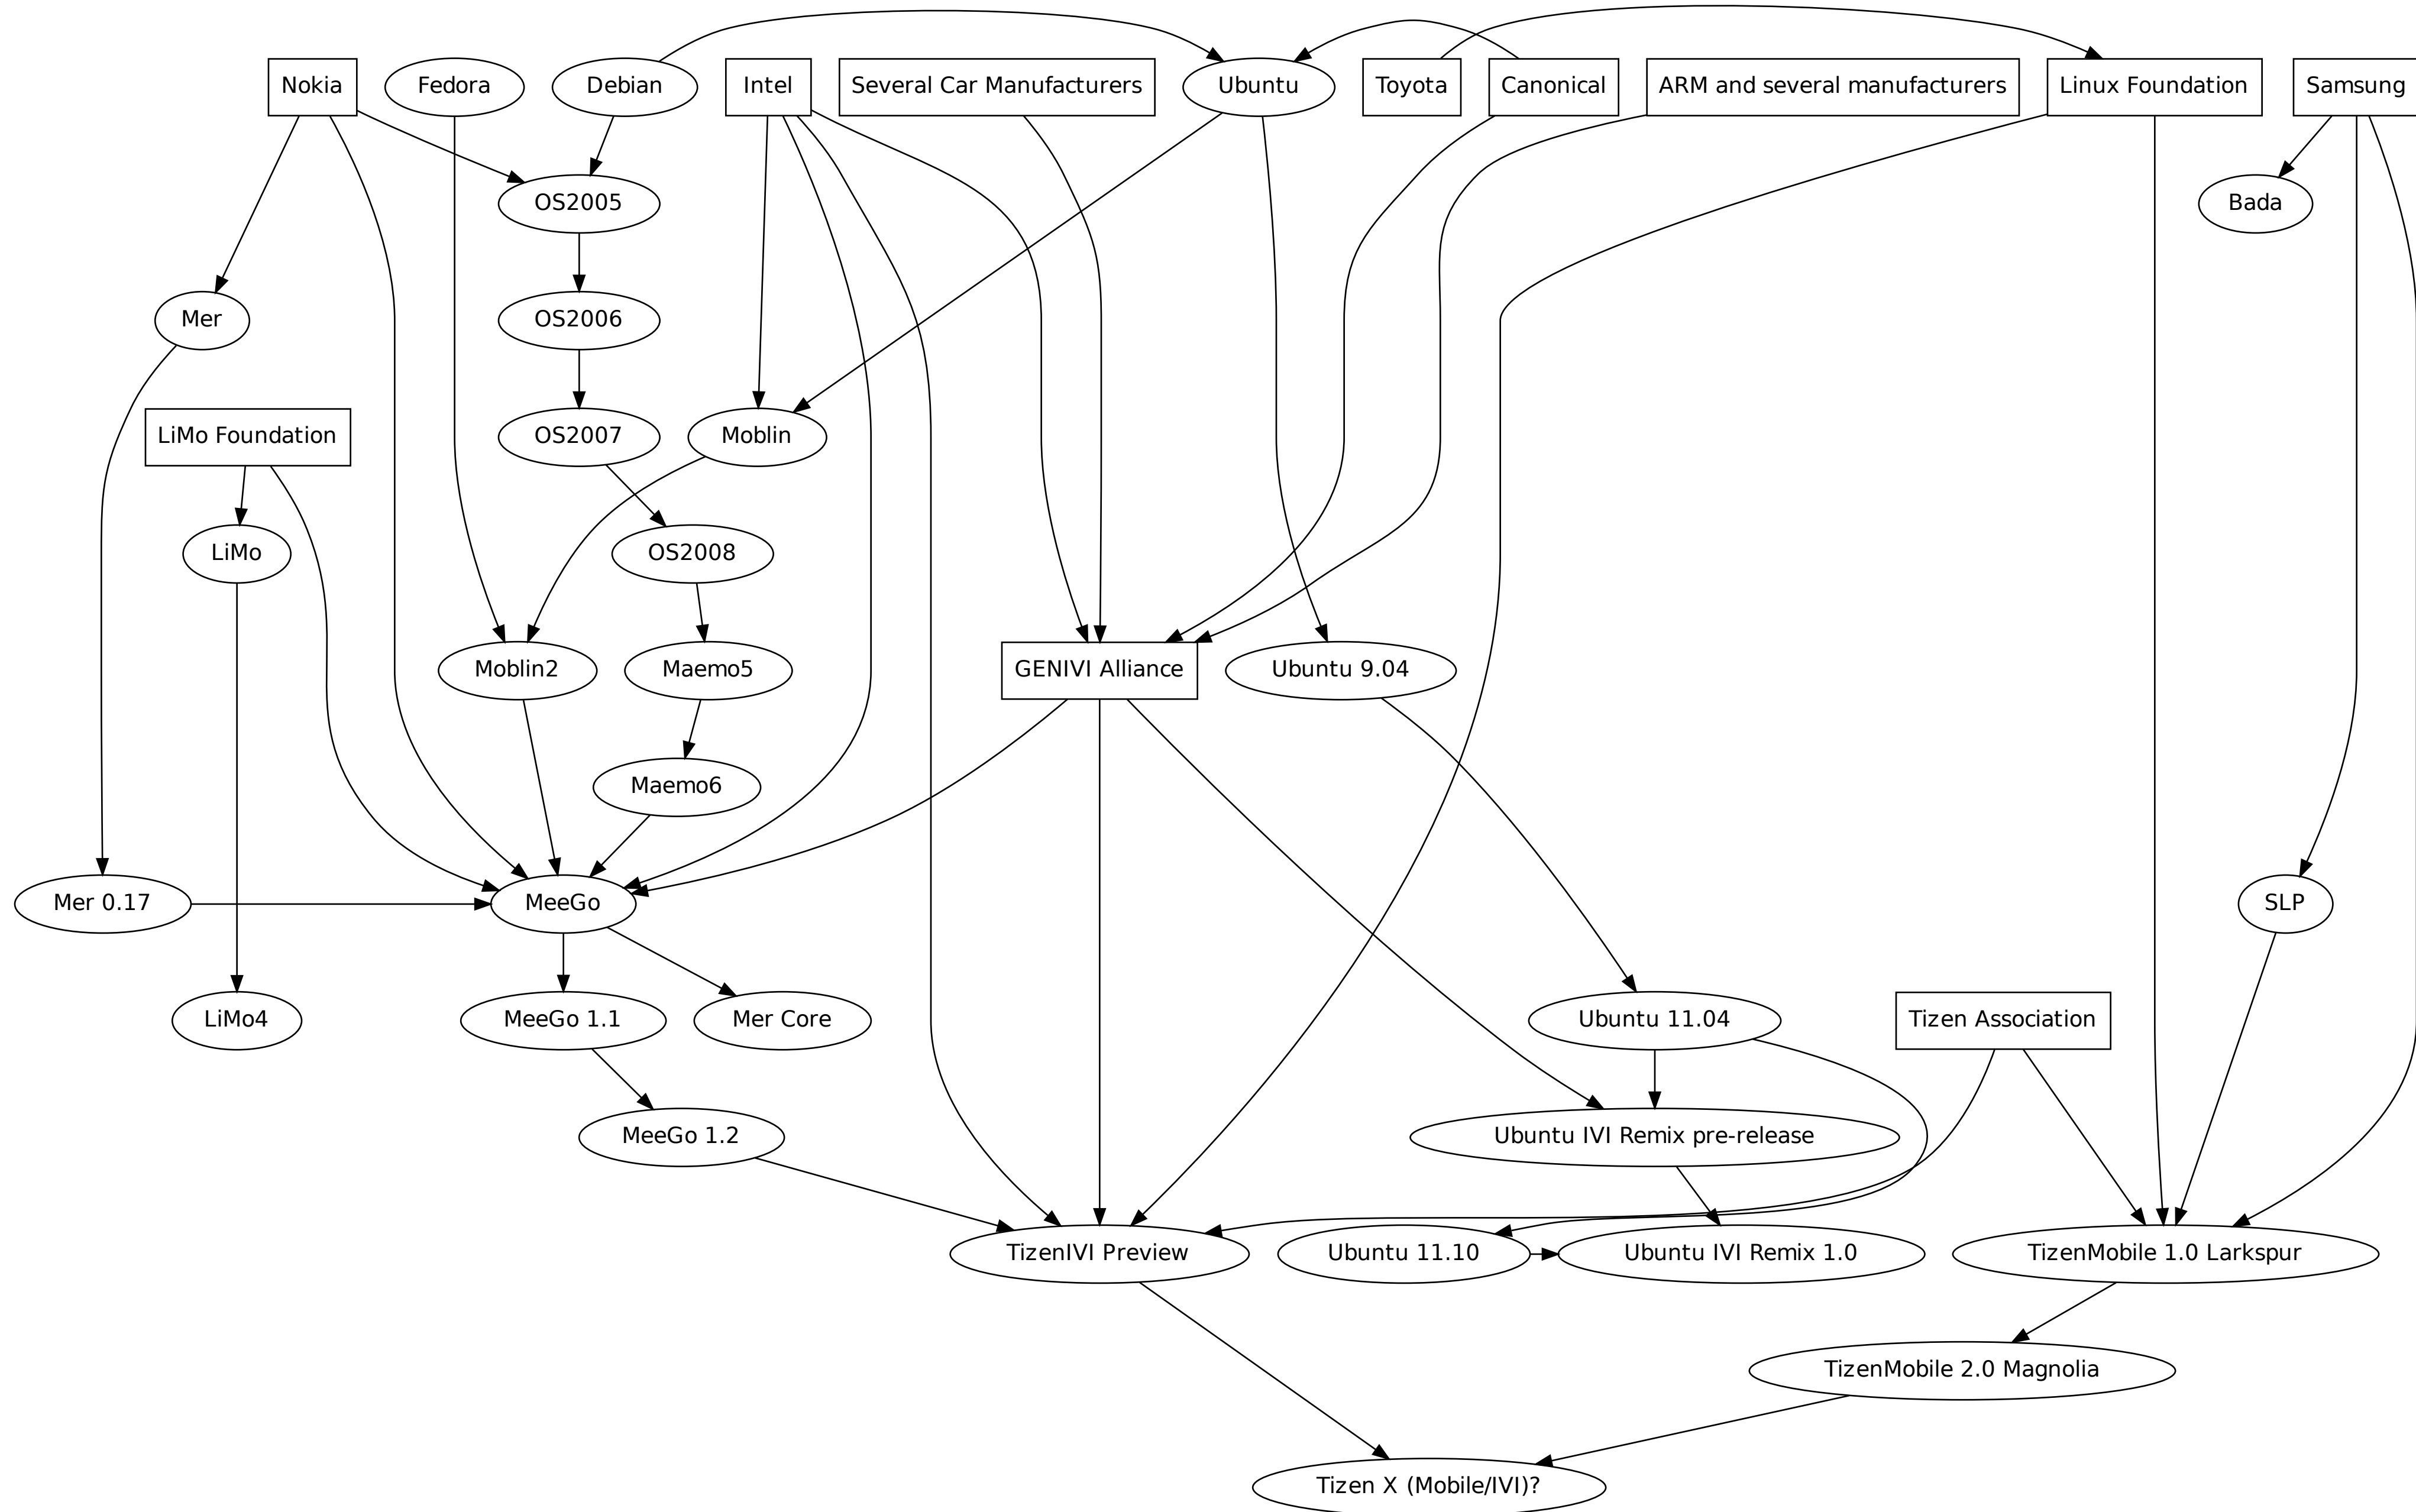 Nokia
Fedora
Debian
Intel
Several Car Manufacturers
Ubuntu
Toyota
Canonical
ARM and several manufacturers
Linux Foundation
Samsung
OS2005
Bada
Mer
OS2006
LiMo Foundation
OS2007
Moblin
LiMo
OS2008
Moblin2
Maemo5
GENIVI Alliance
Ubuntu 9.04
Maemo6
Mer 0.17
MeeGo
SLP
LiMo4
MeeGo 1.1
Mer Core
Ubuntu 11.04
Tizen Association
MeeGo 1.2
Ubuntu IVI Remix pre-release
TizenIVI Preview
Ubuntu 11.10
Ubuntu IVI Remix 1.0
TizenMobile 1.0 Larkspur
TizenMobile 2.0 Magnolia
Tizen X (Mobile/IVI)?